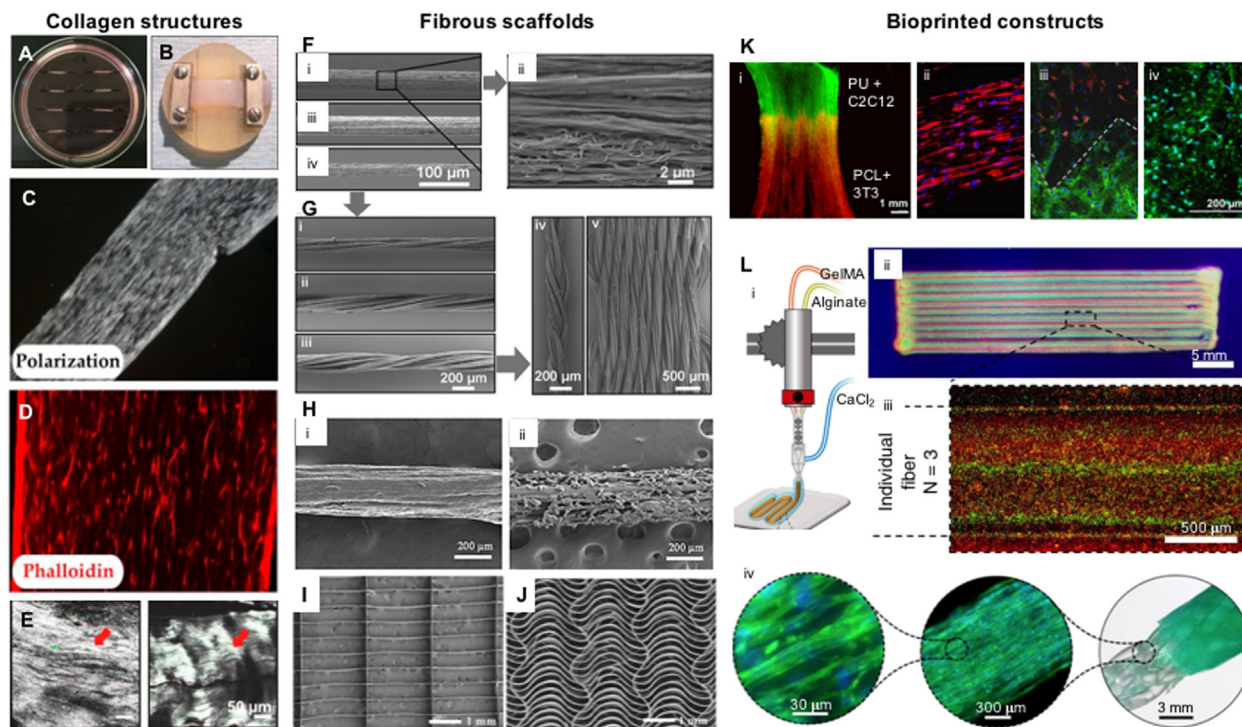 Collagen structures
Fibrous scaffolds
Bioprinted constructs
A
B
C
Polarization
D
Phalloidin
E
50 μm
F
i
ii
iii
iv
100 μm
2 μm
G
i
ii
iii
200 μm
iv
200 μm
v
500 μm
H
i
200 μm
ii
200 μm
I
1 mm
J
1 mm
K
i
PU +
C2C12
PCL+
3T3
1 mm
ii
iii
iv
200 μm
L
i
GelMA
Alginate
CaCl2
ii
5 mm
iii
Individual
fiber
N = 3
500 μm
iv
30 μm
300 μm
3 mm